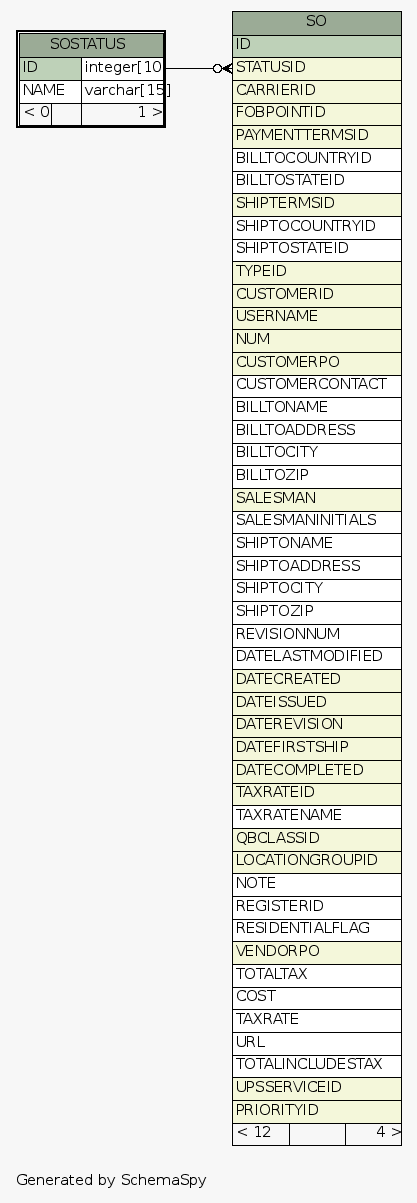 SOSTATUS
ID integer[10
NAME varchar[15]
< 0 1 >
SO
ID
STATUSID
CARRIERID
FOBPOINTID
PAYMENTTERMSID
BILLTOCOUNTRYID
BILLTOSTATEID
SHIPTERMSID
SHIPTOCOUNTRYID
SHIPTOSTATEID
TYPEID
CUSTOMERID
USERNAME
NUM
CUSTOMERPO
CUSTOMERCONTACT
BILLTONAME
BILLTOADDRESS
BILLTOCITY
BILLTOZIP
SALESMAN
SALESMANINITIALS
SHIPTONAME
SHIPTOADDRESS
SHIPTOCITY
SHIPTOZIP
REVISIONNUM
DATELASTMODIFIED
DATECREATED
DATEISSUED
DATEREVISION
DATEFIRSTSHIP
DATECOMPLETED
TAXRATEID
TAXRATENAME
QBCLASSID
LOCATIONGROUPID
NOTE
REGISTERID
RESIDENTIALFLAG
VENDORPO
TOTALTAX
COST
TAXRATE
URL
TOTALINCLUDESTAX
UPSSERVICEID
PRIORITYID
< 12 4 >
Generated by SchemaSpy